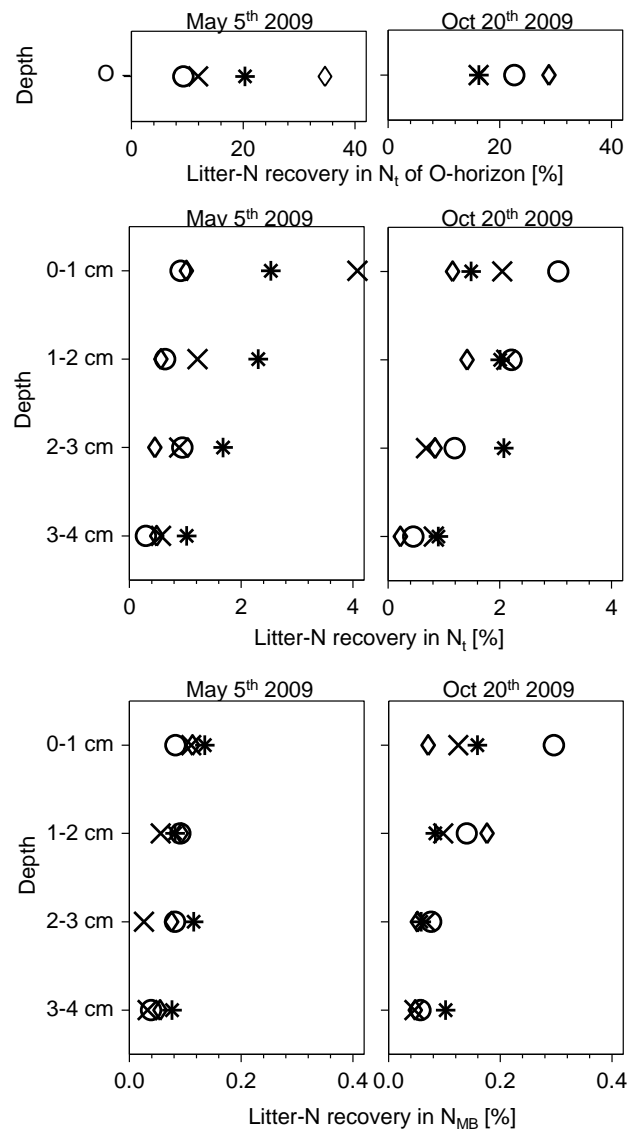 May 5th 2009
Oct 20th 2009
Depth
O
0 20 40
0 20 40
Litter-N recovery in Nt of O-horizon [%]
May 5th 2009
Oct 20th 2009
Depth
0-1 cm
1-2 cm
2-3 cm
3-4 cm
0 2 4
0 2 4
Litter-N recovery in Nt [%]
May 5th 2009
Oct 20th 2009
Depth
0-1 cm
1-2 cm
2-3 cm
3-4 cm
0.0 0.2 0.4
0.0 0.2 0.4
Litter-N recovery in NMB [%]